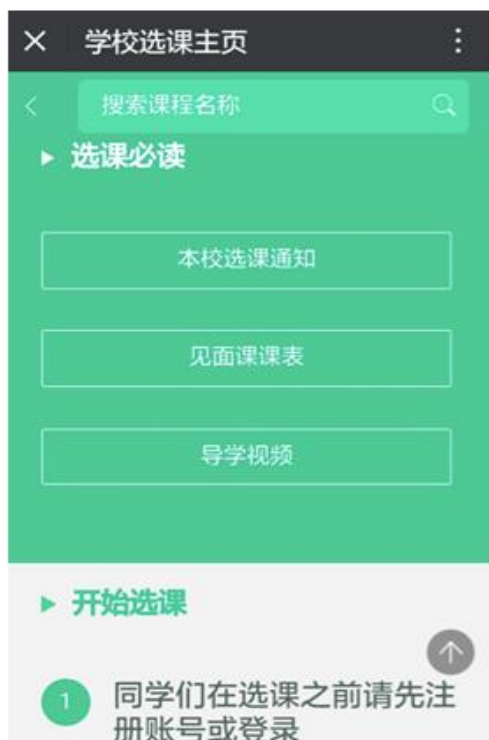 学校选课主页
搜索课程名称
选课必读
本校选课通知
见面课课表
导学视频
开始选课
1
同学们在选课之前请先注
册账号或登录